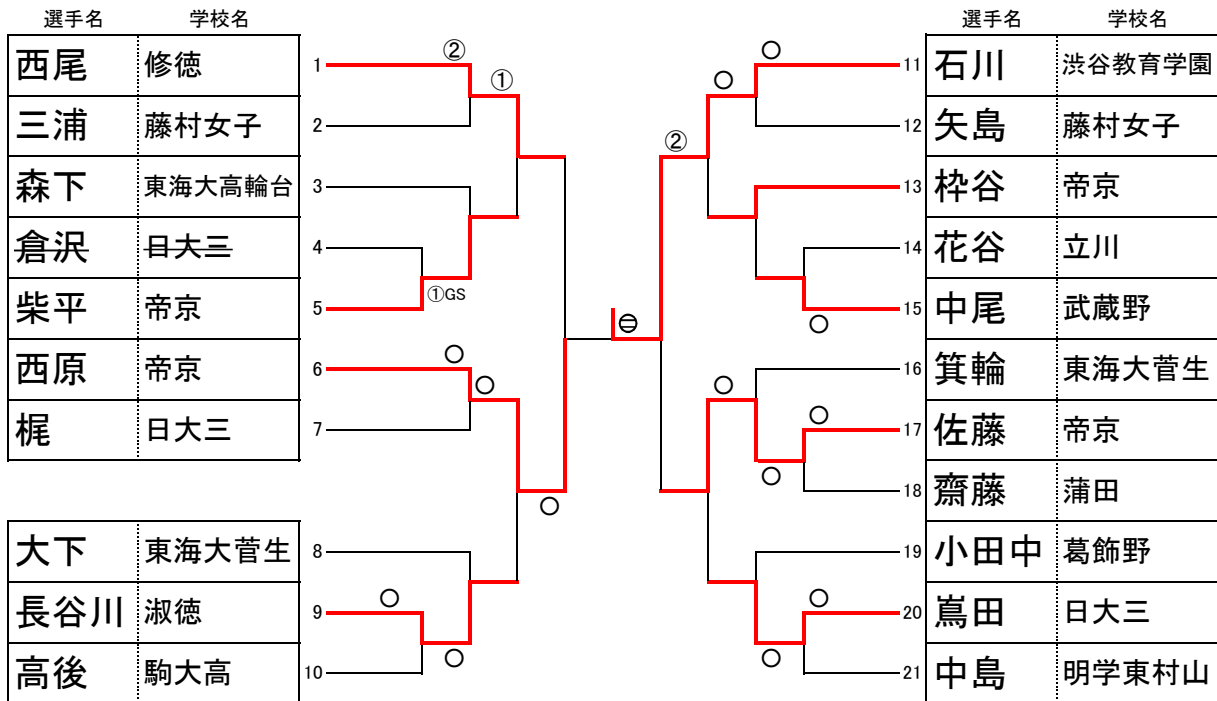 選手名 学校名
西尾 修徳 1 ②
①
三浦 藤村女子 2
森下 東海大高輪台 3
倉沢 日大三 4
①GS
柴平 帝京 5
西原 帝京 6 ○
○
梶 日大三 7
○
大下 東海大菅生 8
長谷川 淑徳 9 ○
○
高後 駒大高 10
選手名 学校名
○ 11 石川 渋谷教育学園
○
12 矢島 藤村女子
②
13 枠谷 帝京
14 花谷 立川
15 中尾 武蔵野
○
16 箕輪 東海大菅生
○
○ 17 佐藤 帝京
○
18 齋藤 蒲田
19 小田中 葛飾野
○ 20 嶌田 日大三
○
21 中島 明学東村山